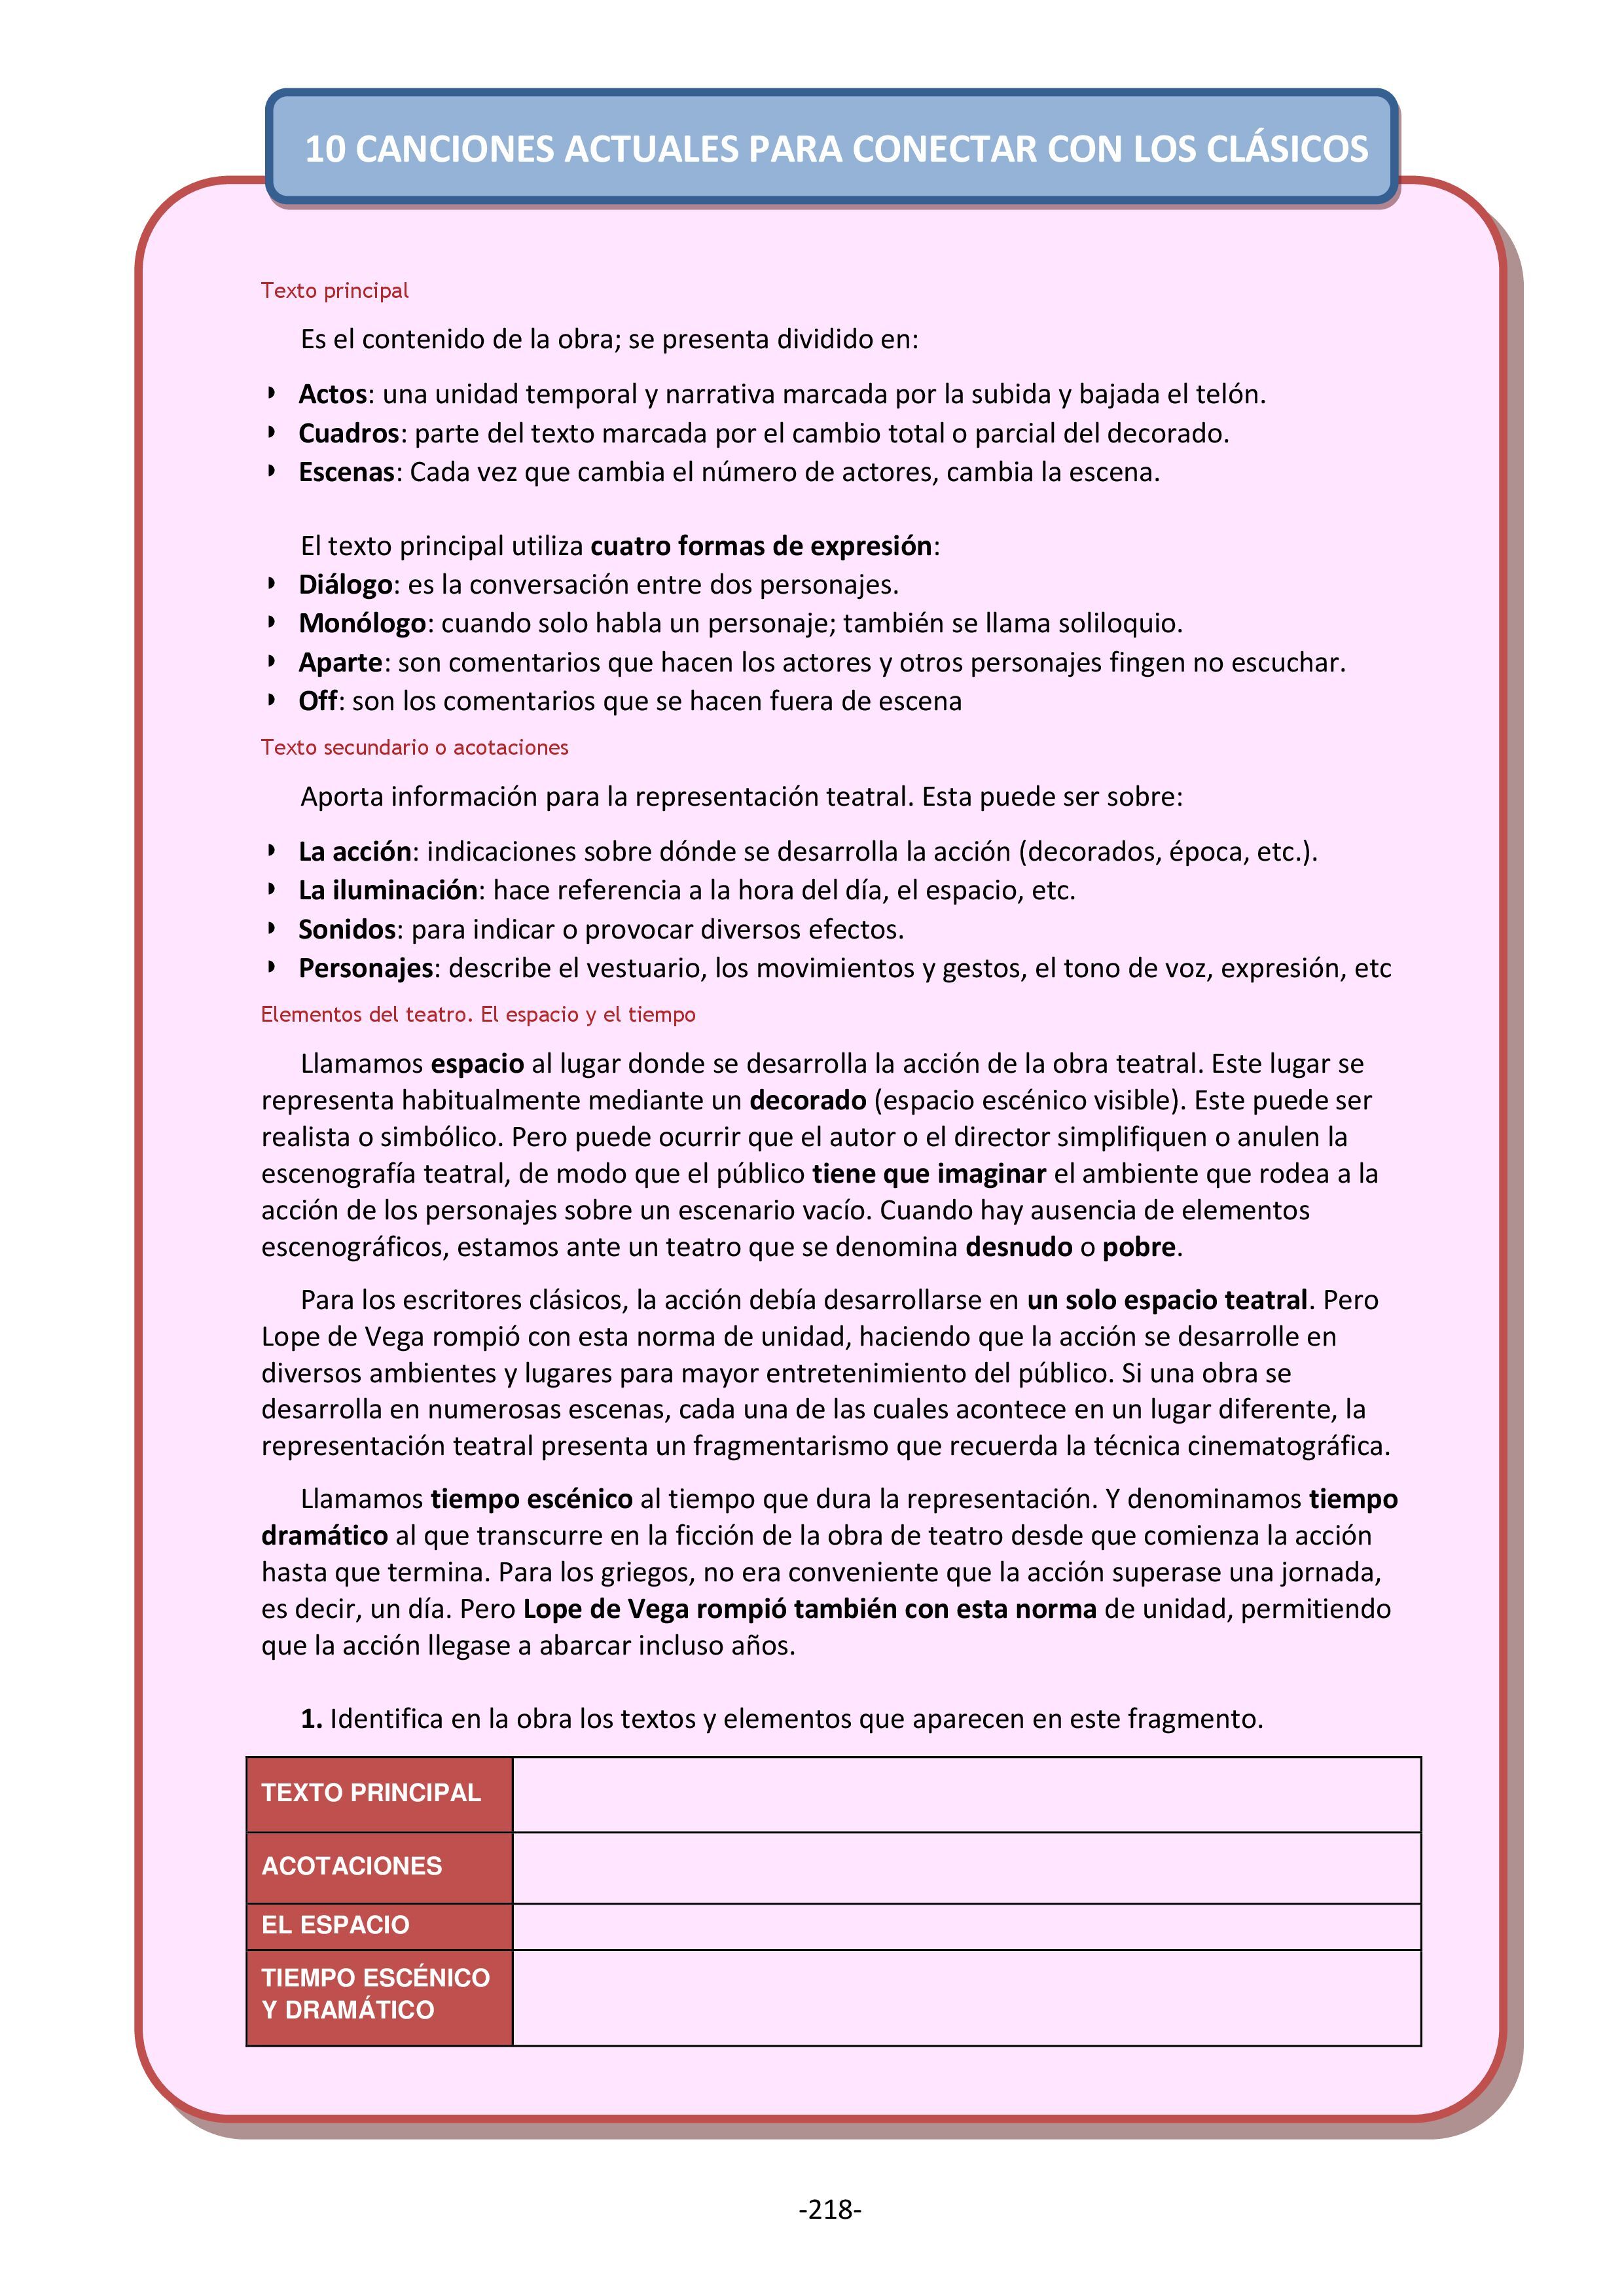 10 CANCIONES ACTUALES PARA CONECTAR CON LOS CLÁSICOS
Texto principal
Es el contenido de la obra; se presenta dividido en:
Actos: una unidad temporal y narrativa marcada por la subida y bajada el telón.
Cuadros: parte del texto marcada por el cambio total o parcial del decorado.
Escenas: Cada vez que cambia el número de actores, cambia la escena.
El texto principal utiliza cuatro formas de expresión:
Diálogo: es la conversación entre dos personajes.
Monólogo: cuando solo habla un personaje; también se llama soliloquio.
Aparte: son comentarios que hacen los actores y otros personajes fingen no escuchar.
Off: son los comentarios que se hacen fuera de escena
Texto secundario o acotaciones
Aporta información para la representación teatral. Esta puede ser sobre:
La acción: indicaciones sobre dónde se desarrolla la acción (decorados, época, etc.).
La iluminación: hace referencia a la hora del día, el espacio, etc.
Sonidos: para indicar o provocar diversos efectos.
Personajes: describe el vestuario, los movimientos y gestos, el tono de voz, expresión, etc
Elementos del teatro. El espacio y el tiempo
Llamamos espacio al lugar donde se desarrolla la acción de la obra teatral. Este lugar se
representa habitualmente mediante un decorado (espacio escénico visible). Este puede ser
realista o simbólico. Pero puede ocurrir que el autor o el director simplifiquen o anulen la
escenografía teatral, de modo que el público tiene que imaginar el ambiente que rodea a la
acción de los personajes sobre un escenario vacío. Cuando hay ausencia de elementos
escenográficos, estamos ante un teatro que se denomina desnudo o pobre.
Para los escritores clásicos, la acción debía desarrollarse en un solo espacio teatral. Pero
Lope de Vega rompió con esta norma de unidad, haciendo que la acción se desarrolle en
diversos ambientes y lugares para mayor entretenimiento del público. Si una obra se
desarrolla en numerosas escenas, cada una de las cuales acontece en un lugar diferente, la
representación teatral presenta un fragmentarismo que recuerda la técnica cinematográfica.
Llamamos tiempo escénico al tiempo que dura la representación. Y denominamos tiempo
dramático al que transcurre en la ficción de la obra de teatro desde que comienza la acción
hasta que termina. Para los griegos, no era conveniente que la acción superase una jornada,
es decir, un día. Pero Lope de Vega rompió también con esta norma de unidad, permitiendo
que la acción llegase a abarcar incluso años.
1. Identifica en la obra los textos y elementos que aparecen en este fragmento.
TEXTO PRINCIPAL
ACOTACIONES
EL ESPACIO
TIEMPO ESCÉNICO
Y DRAMÁTICO
-218-